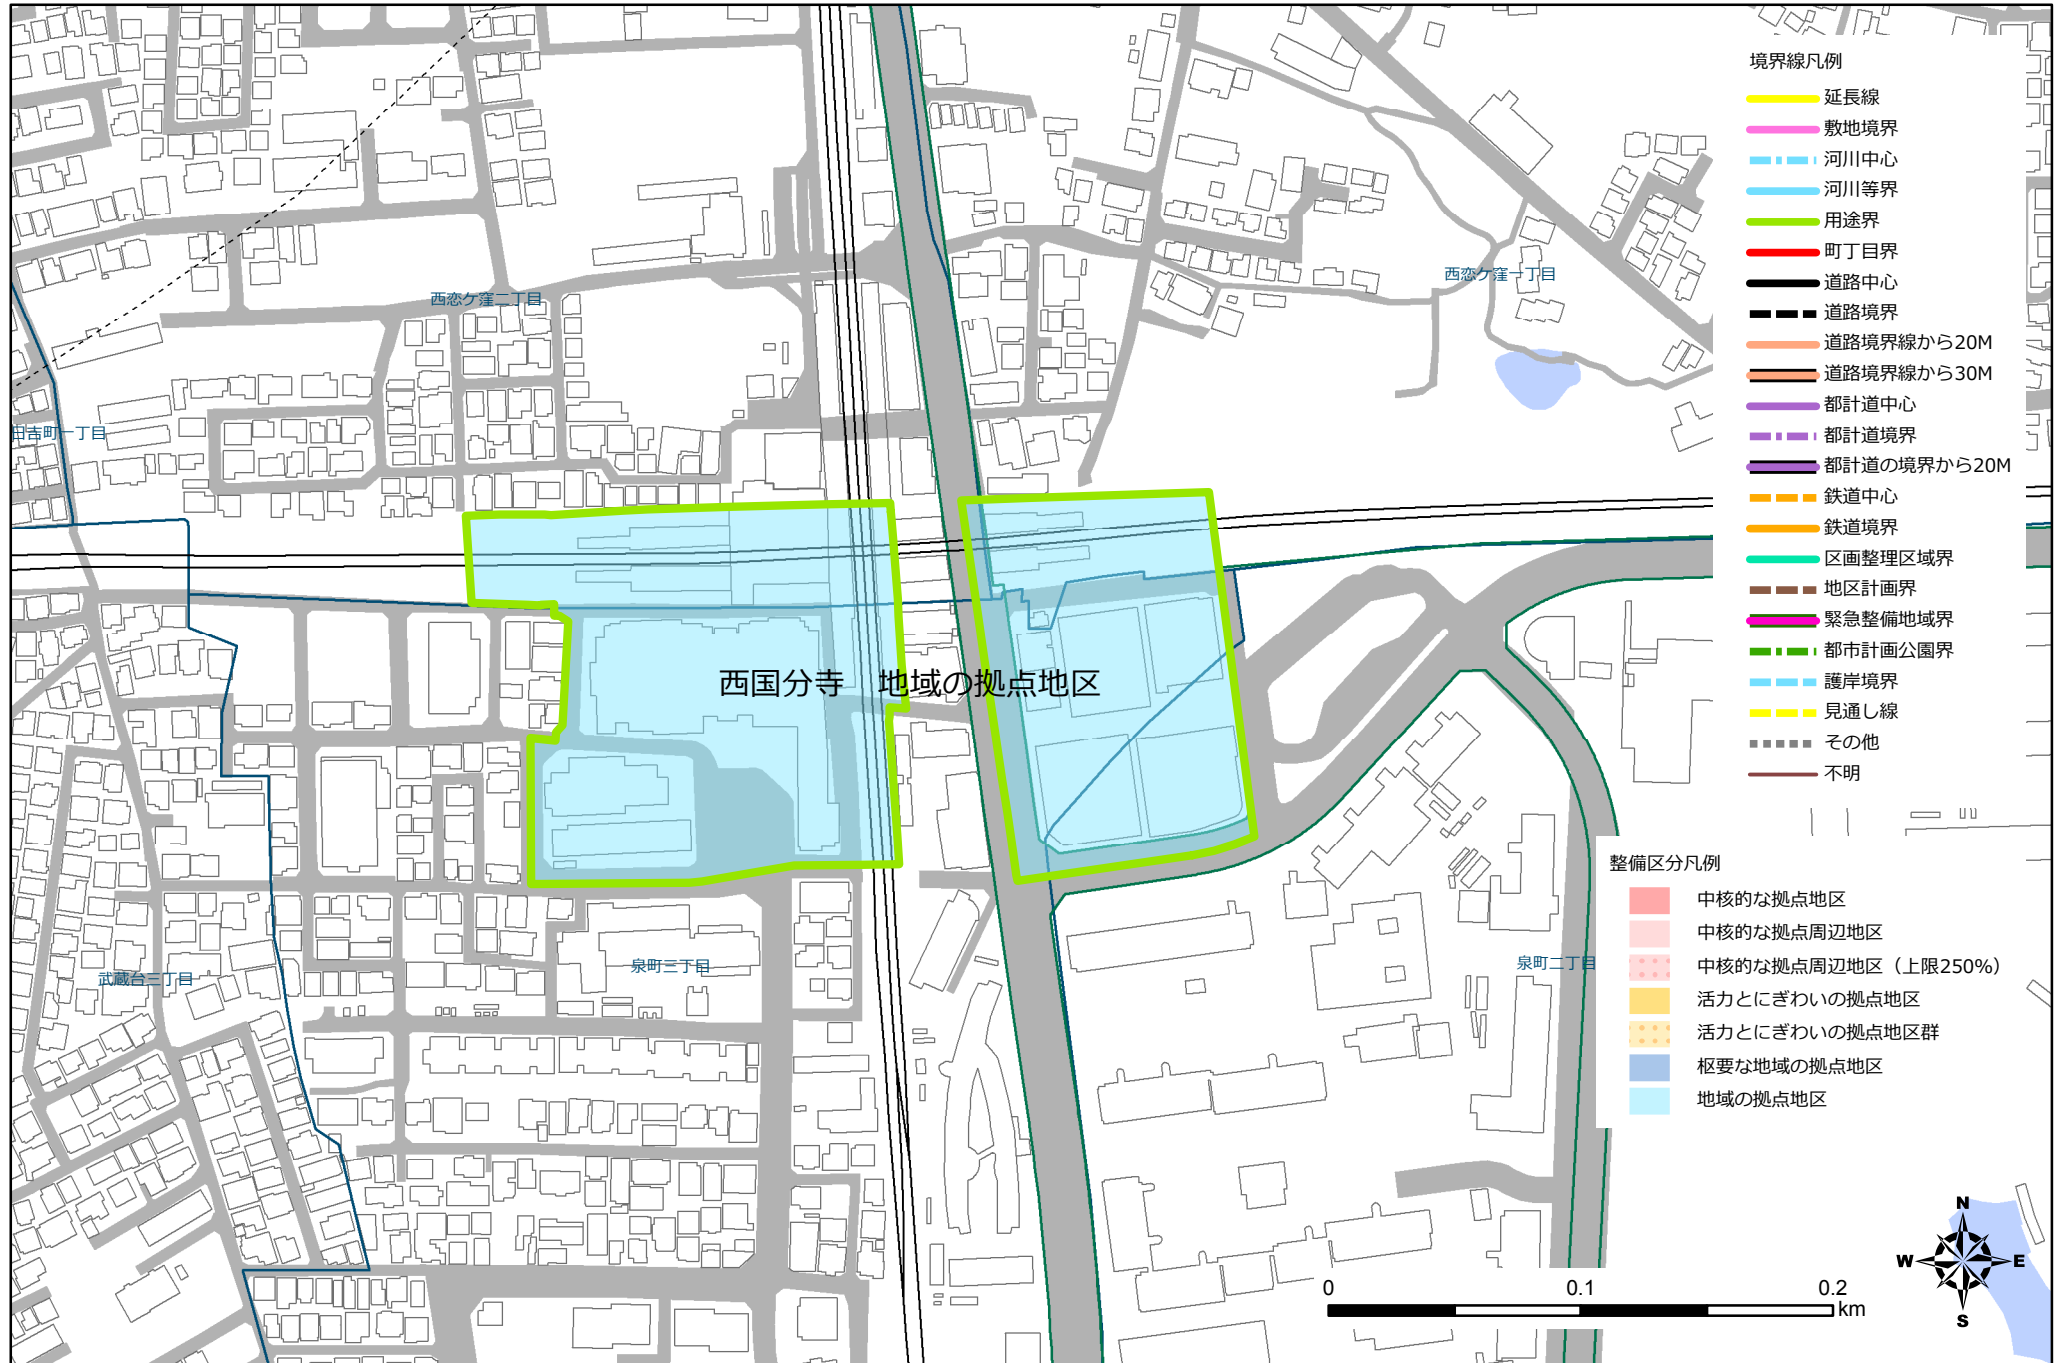 境界線凡例
延長線
敷地境界
河川中心
河川等界
用途界
町丁目界
道路中心
道路境界
道路境界線から20M
道路境界線から30M
都計道中心
都計道境界
都計道の境界から20M
鉄道中心
鉄道境界
区画整理区域界
地区計画界
緊急整備地域界
都市計画公園界
護岸境界
見通し線
その他
不明
西恋ケ窪一丁目
西恋ケ窪二丁目
日吉町一丁目
西国分寺 地域の拠点地区
整備区分凡例
中核的な拠点地区
中核的な拠点周辺地区
中核的な拠点周辺地区（上限250%）
活力とにぎわいの拠点地区
活力とにぎわいの拠点地区群
枢要な地域の拠点地区
地域の拠点地区
武蔵台三丁目
泉町三丁目
泉町二丁目
N
W E
S
0 0.1 0.2
km